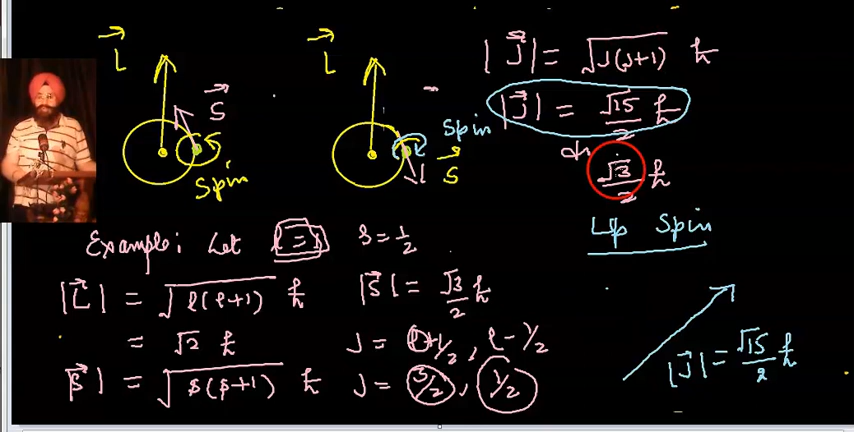 L⃗
S⃗
Spin
L⃗
Spin
S⃗
|J⃗| = √(j(j+1)) ħ
|J⃗| = √15/2 ħ
or
√3/2 ħ
Up Spin
Example: Let l = 1 s = 1/2
|L⃗| = √(l(l+1)) ħ |S⃗| = √3/2 ħ
= √2 ħ J = l+1/2, l-1/2
|S⃗| = √(s(s+1)) ħ J = 3/2, 1/2
|J⃗| = √15/2 ħ